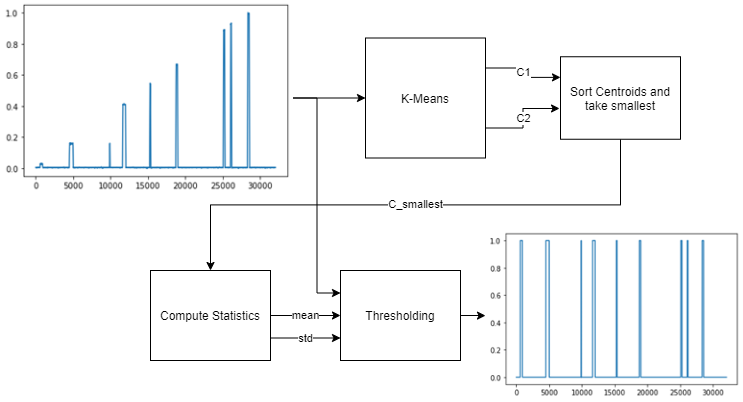 1.0
0.8
0.6
0.4
0.2
0.0
0 5000 10000 15000 20000 25000 30000
K-Means
C1
C2
Sort Centroids and
take smallest
C_smallest
Compute Statistics
mean
std
Thresholding
1.0
0.8
0.6
0.4
0.2
0.0
0 5000 10000 15000 20000 25000 30000